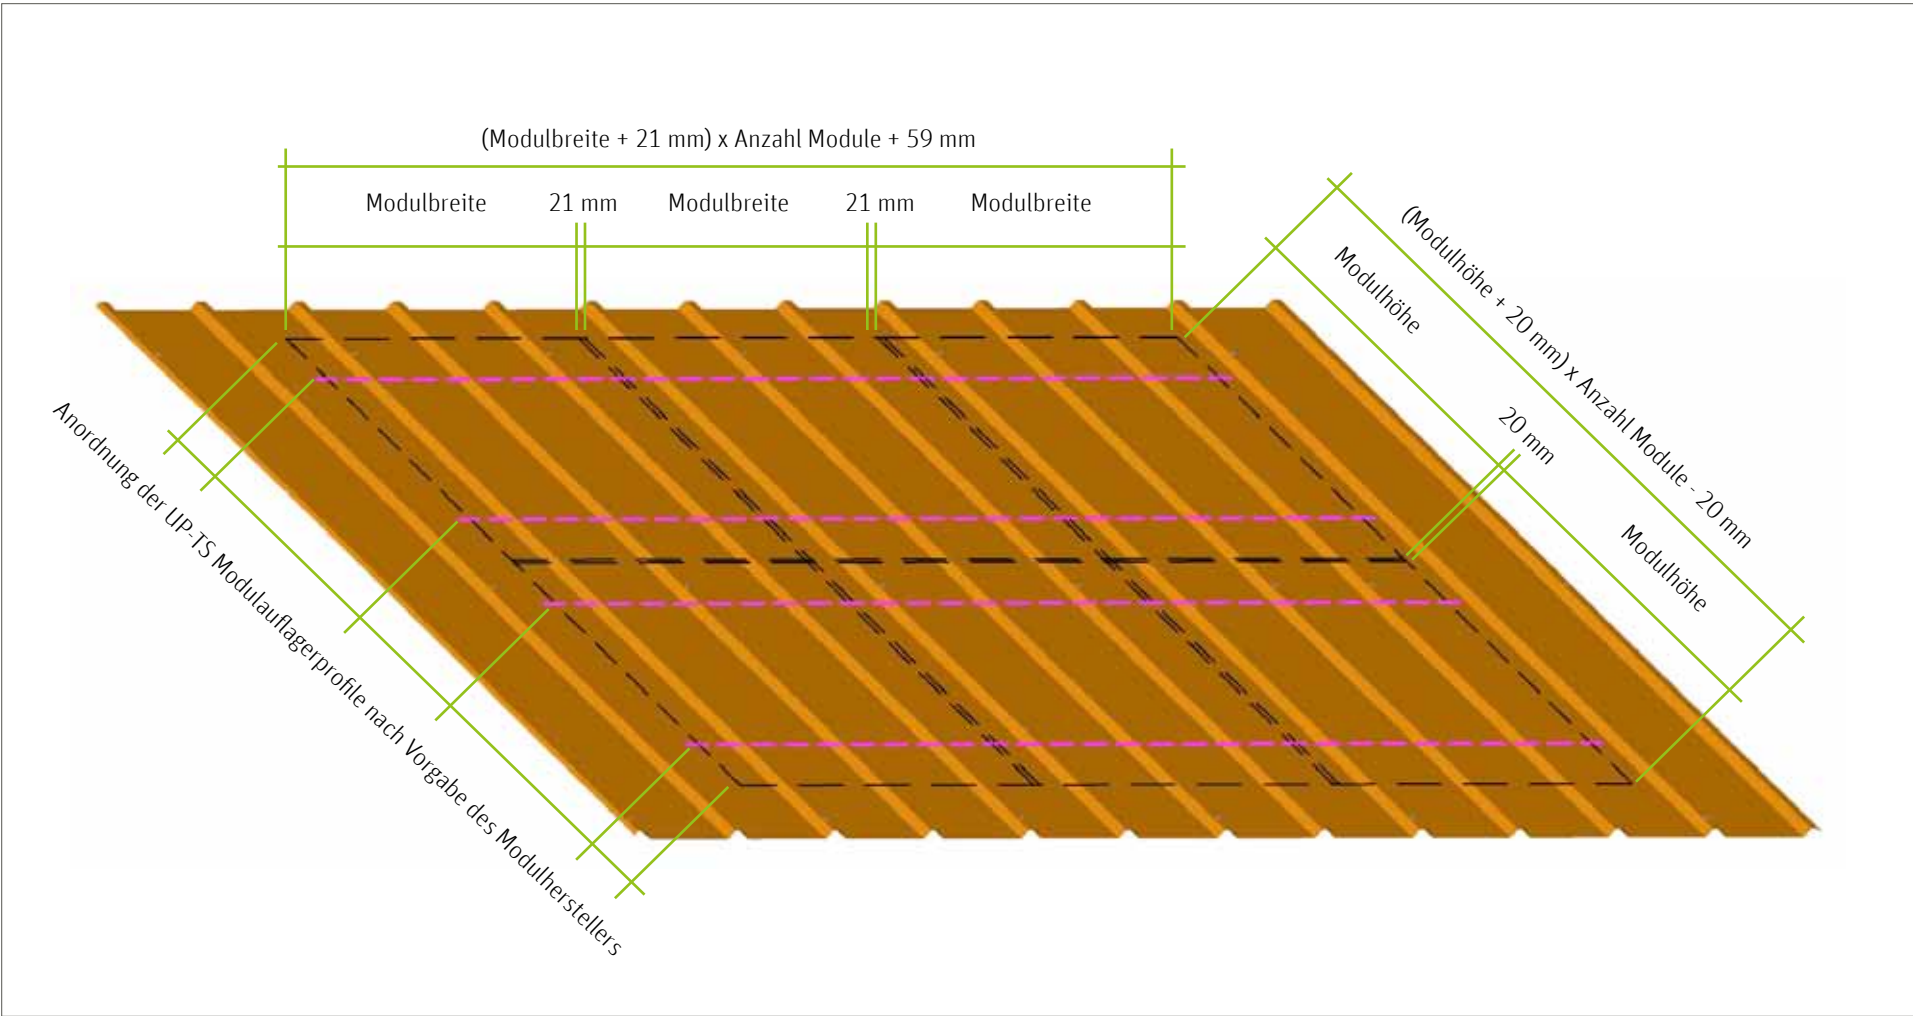 (Modulbreite + 21 mm) x Anzahl Module + 59 mm
Modulbreite 21 mm Modulbreite 21 mm Modulbreite
(Modulhöhe + 20 mm) x Anzahl Module - 20 mm
Modulhöhe
20 mm
Modulhöhe
Anordnung der UP-TS Modulauflagerprofile nach Vorgabe des Modulherstellers